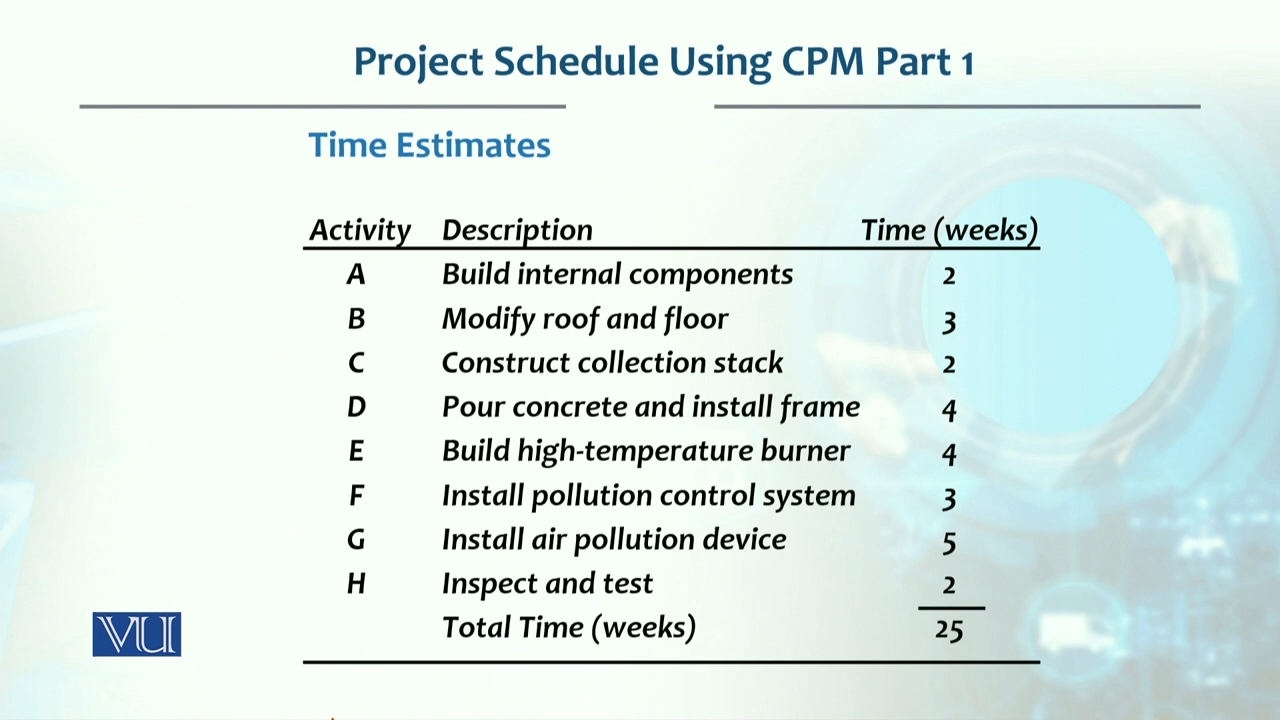 Project Schedule Using CPM Part 1
Time Estimates
Activity Description Time (weeks)
A Build internal components 2
B Modify roof and floor 3
C Construct collection stack 2
D Pour concrete and install frame 4
E Build high-temperature burner 4
F Install pollution control system 3
G Install air pollution device 5
H Inspect and test 2
Total Time (weeks) 25
VU